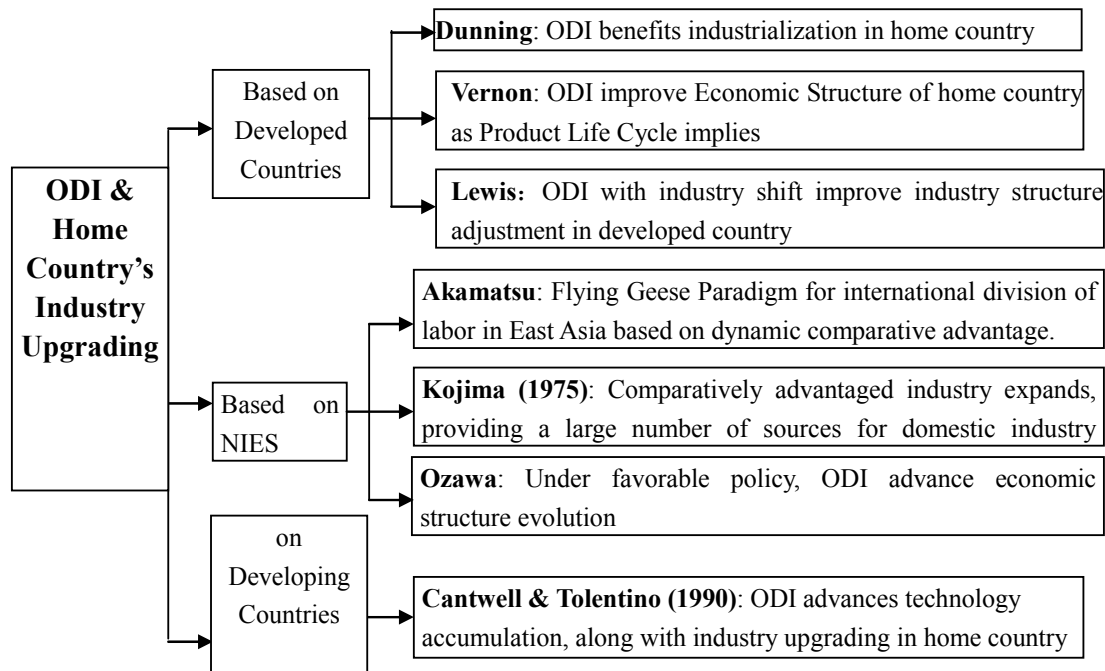 ODI &
Home
Country’s
Industry
Upgrading
Based on
Developed
Countries
Dunning: ODI benefits industrialization in home country
Vernon: ODI improve Economic Structure of home country
as Product Life Cycle implies
Lewis：ODI with industry shift improve industry structure
adjustment in developed country
Based on
NIES
Akamatsu: Flying Geese Paradigm for international division of
labor in East Asia based on dynamic comparative advantage.
Kojima (1975): Comparatively advantaged industry expands,
providing a large number of sources for domestic industry
Ozawa: Under favorable policy, ODI advance economic
structure evolution
on
Developing
Countries
Cantwell & Tolentino (1990): ODI advances technology
accumulation, along with industry upgrading in home country